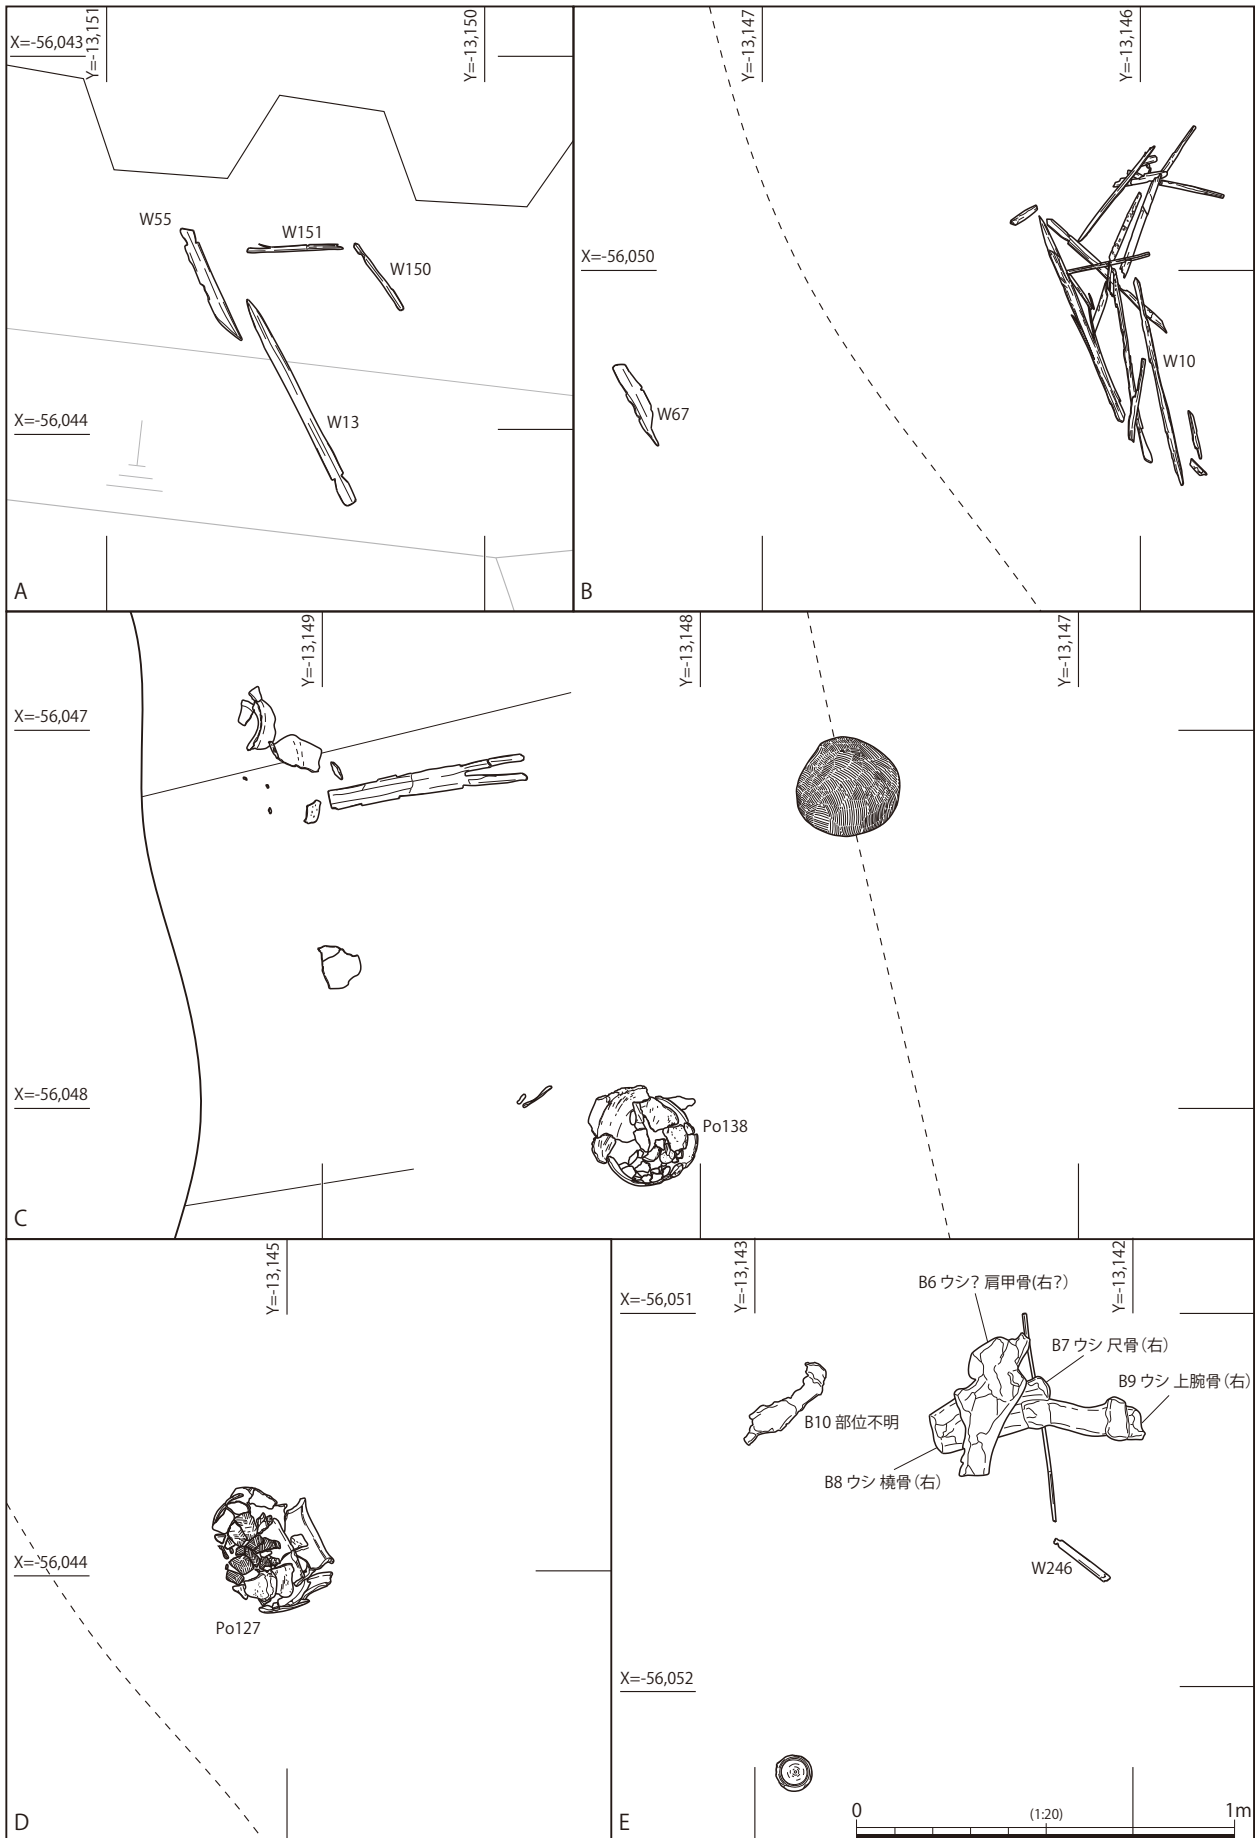 X=-56,043
Y=-13,151
Y=-13,150
W55
W151
W150
X=-56,044
W13
A
Y=-13,147
Y=-13,146
X=-56,050
W10
W67
B
Y=-13,149
Y=-13,148
Y=-13,147
X=-56,047
X=-56,048
Po138
C
Y=-13,145
X=-56,044
Po127
D
Y=-13,143
Y=-13,142
X=-56,051
B6 ウシ? 肩甲骨(右?)
B7 ウシ 尺骨(右)
B9 ウシ 上腕骨(右)
B10 部位不明
B8 ウシ 橈骨(右)
W246
X=-56,052
E
0
(1:20)
1m